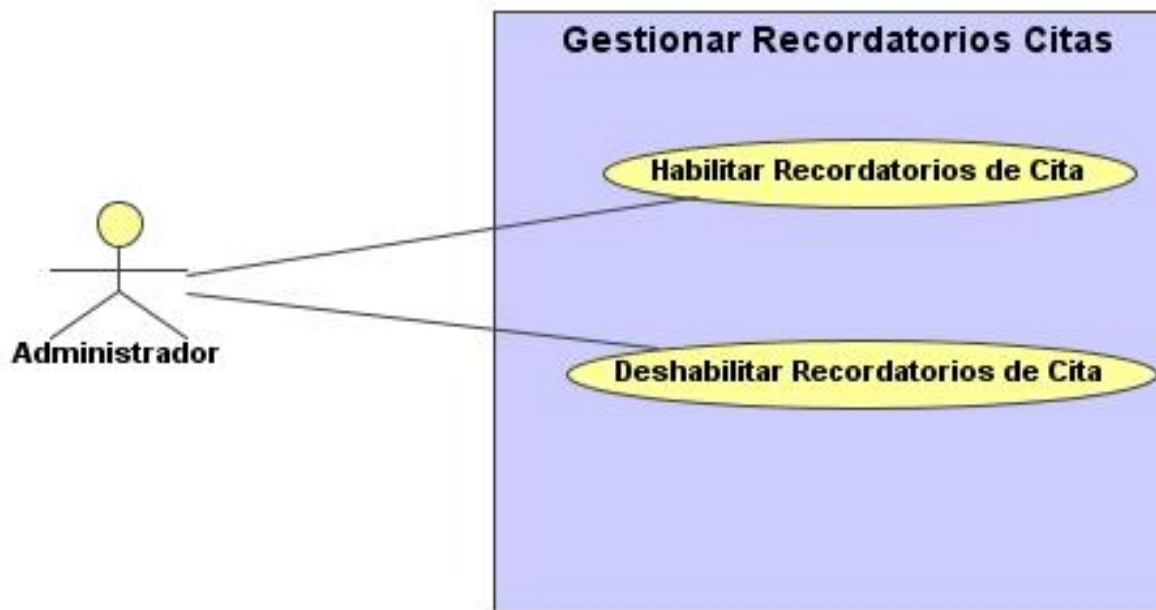 Gestionar Recordatorios Citas
Habilitar Recordatorios de Cita
Administrador
Deshabilitar Recordatorios de Cita